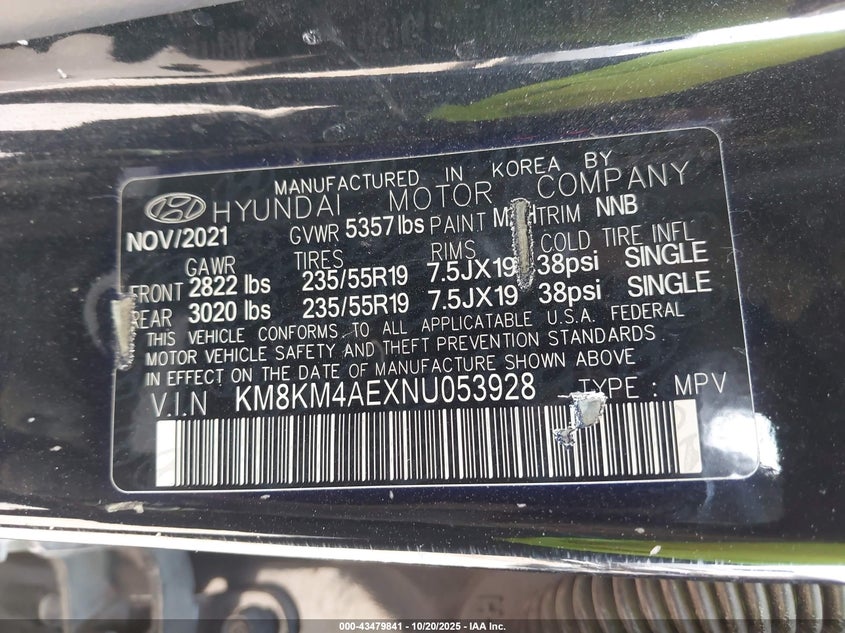 MANUFACTURED IN KOREA BY
HYUNDAI MOTOR COMPANY
NOV/2021 GVWR 5357 lbs PAINT TRIM NNB
GAWR TIRES RIMS COLD TIRE INFL
FRONT 2822 lbs 235/55R19 7.5JX19 38psi SINGLE
REAR 3020 lbs 235/55R19 7.5JX19 38psi SINGLE
THIS VEHICLE CONFORMS TO ALL APPLICABLE U.S.A. FEDERAL
MOTOR VEHICLE SAFETY AND THEFT PREVENTION STANDARDS
IN EFFECT ON THE DATE OF MANUFACTURE SHOWN ABOVE
V.I.N KM8KM4AEXNU053928 TYPE : MPV
000-43479841 - 10/20/2025 - IAA Inc.